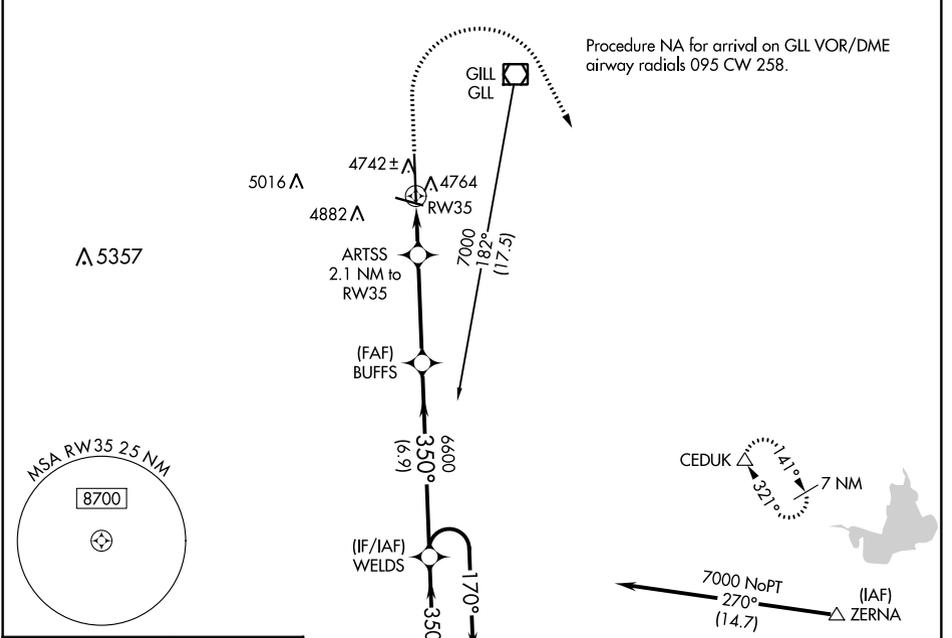 Procedure NA for arrival on GLL VOR/DME
airway radials 095 CW 258.
GILL
GLL
4742±
5016
4764
4882
RW35
5357
ARTSS
2.1 NM to
RW35
7000
182°
(17.5)
(FAF)
BUFFS
6600
350°
(6.9)
MSA RW35 25 NM
8700
CEDUK
141°
321°
7 NM
(IF/IAF)
WELDS
170°
350
7000 NoPT
270°
(14.7)
(IAF)
ZERNA